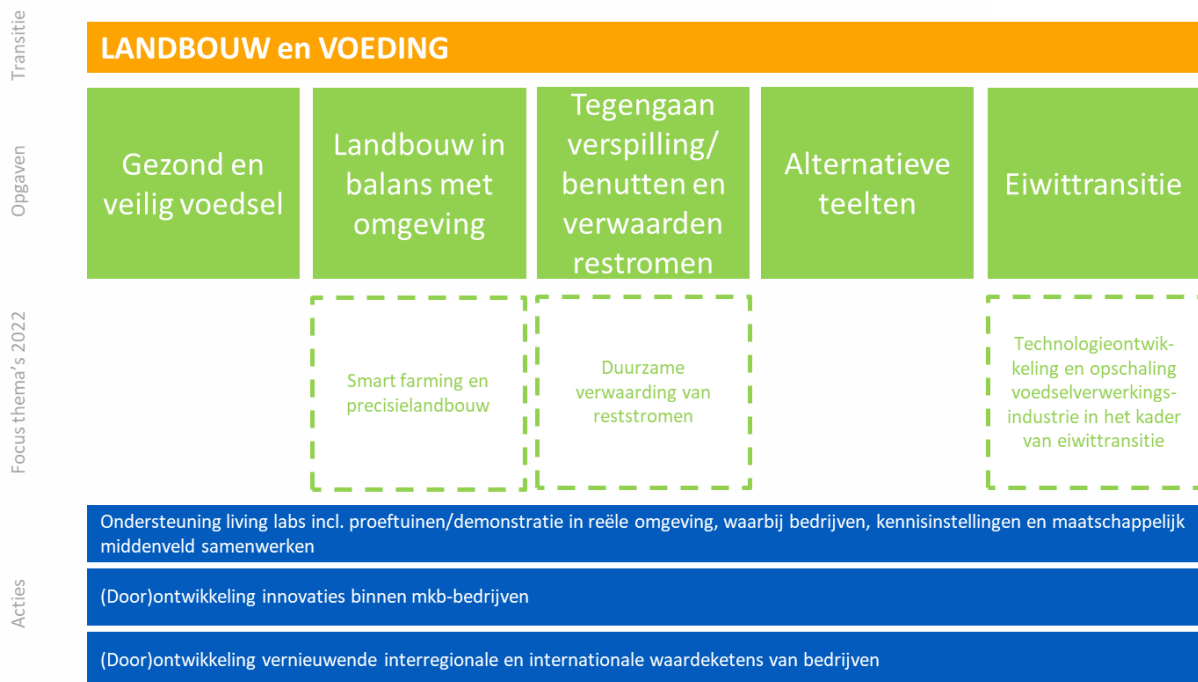 Transitie
LANDBOUW en VOEDING
Opgaven
Gezond en
veilig voedsel
Landbouw in
balans met
omgeving
Tegengaan
verspilling/
benutten en
verwaarden
restromen
Alternatieve
teelten
Eiwittransitie
Focus thema's 2022
Smart farming en
precisielandbouw
Duurzame
verwaarding van
reststromen
Technologieontwik-
keling en opschaling
voedselverwerkings-
industrie in het kader
van eiwittransitie
Acties
Ondersteuning living labs incl. proeftuinen/demonstratie in reële omgeving, waarbij bedrijven, kennisinstellingen en maatschappelijk
middenveld samenwerken
(Door)ontwikkeling innovaties binnen mkb-bedrijven
(Door)ontwikkeling vernieuwende interregionale en internationale waardeketens van bedrijven